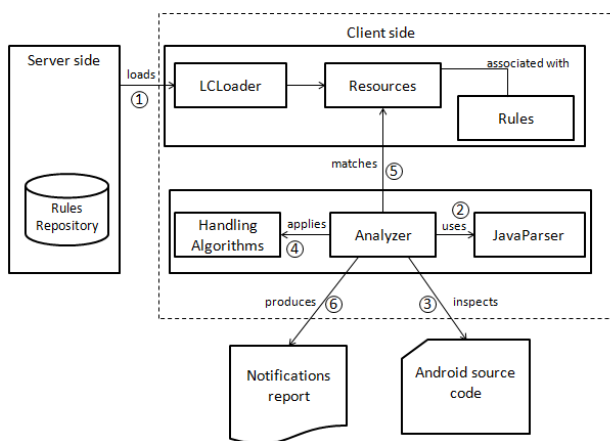 Client side
Server side
loads
①
LCLoader
Resources
associated with
Rules
matches
⑤
Rules
Repository
Handling
Algorithms
applies
④
Analyzer
②
uses
JavaParser
produces
⑥
③
inspects
Notifications
report
Android source
code